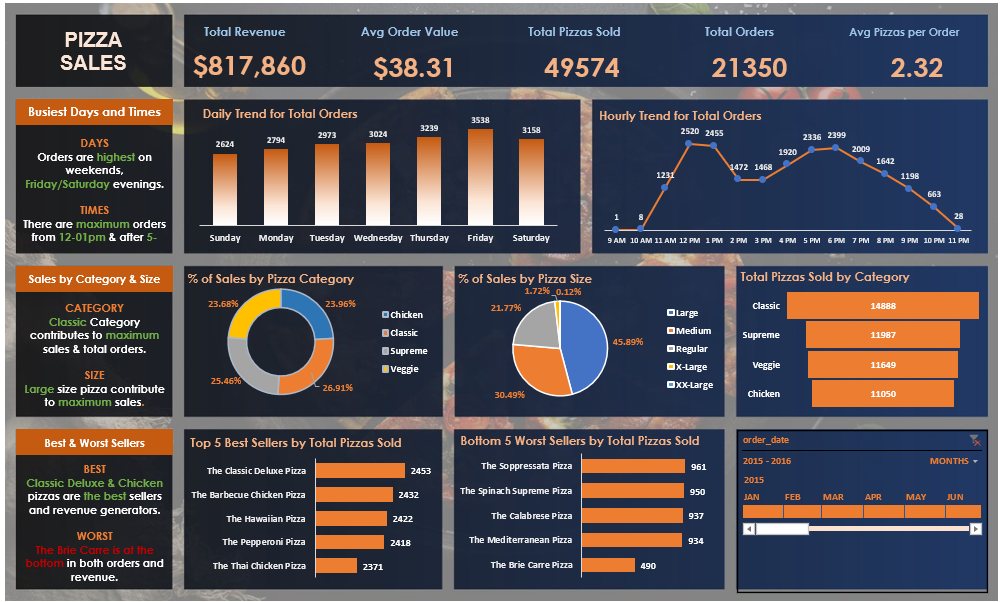 PIZZA
SALES
Total Revenue
$817,860
Avg Order Value
$38.31
Total Pizzas Sold
49574
Total Orders
21350
Avg Pizzas per Order
2.32
Busiest Days and Times
DAYS
Orders are highest on
weekends,
Friday/Saturday evenings.
TIMES
There are maximum orders
from 12-01pm & after 5-
Daily Trend for Total Orders
2624 2794 2973 3024 3239 3538 3158
Sunday Monday Tuesday Wednesday Thursday Friday Saturday
Hourly Trend for Total Orders
1 8 1231 2520 2455 1472 1468 1920 2336 2399 2009 1642 1198 663 28
9 AM 10 AM 11 AM 12 PM 1 PM 2 PM 3 PM 4 PM 5 PM 6 PM 7 PM 8 PM 9 PM 10 PM 11 PM
Sales by Category & Size
CATEGORY
Classic Category
contributes to maximum
sales & total orders.
SIZE
Large size pizza contribute
to maximum sales.
% of Sales by Pizza Category
23.68% 23.96%
25.46% 26.91%
Chicken
Classic
Supreme
Veggie
% of Sales by Pizza Size
1.72% 0.12%
21.77%
45.89%
30.49%
Large
Medium
Regular
X-Large
XX-Large
Total Pizzas Sold by Category
Classic 14888
Supreme 11987
Veggie 11649
Chicken 11050
Best & Worst Sellers
BEST
Classic Deluxe & Chicken
pizzas are the best sellers
and revenue generators.
WORST
The Brie Carre is at the
bottom in both orders and
revenue.
Top 5 Best Sellers by Total Pizzas Sold
The Classic Deluxe Pizza 2453
The Barbecue Chicken Pizza 2432
The Hawaiian Pizza 2422
The Pepperoni Pizza 2418
The Thai Chicken Pizza 2371
Bottom 5 Worst Sellers by Total Pizzas Sold
The Soppressata Pizza 961
The Spinach Supreme Pizza 950
The Calabrese Pizza 937
The Mediterranean Pizza 934
The Brie Carre Pizza 490
order_date
2015 - 2016 MONTHS
2015
JAN FEB MAR APR MAY JUN